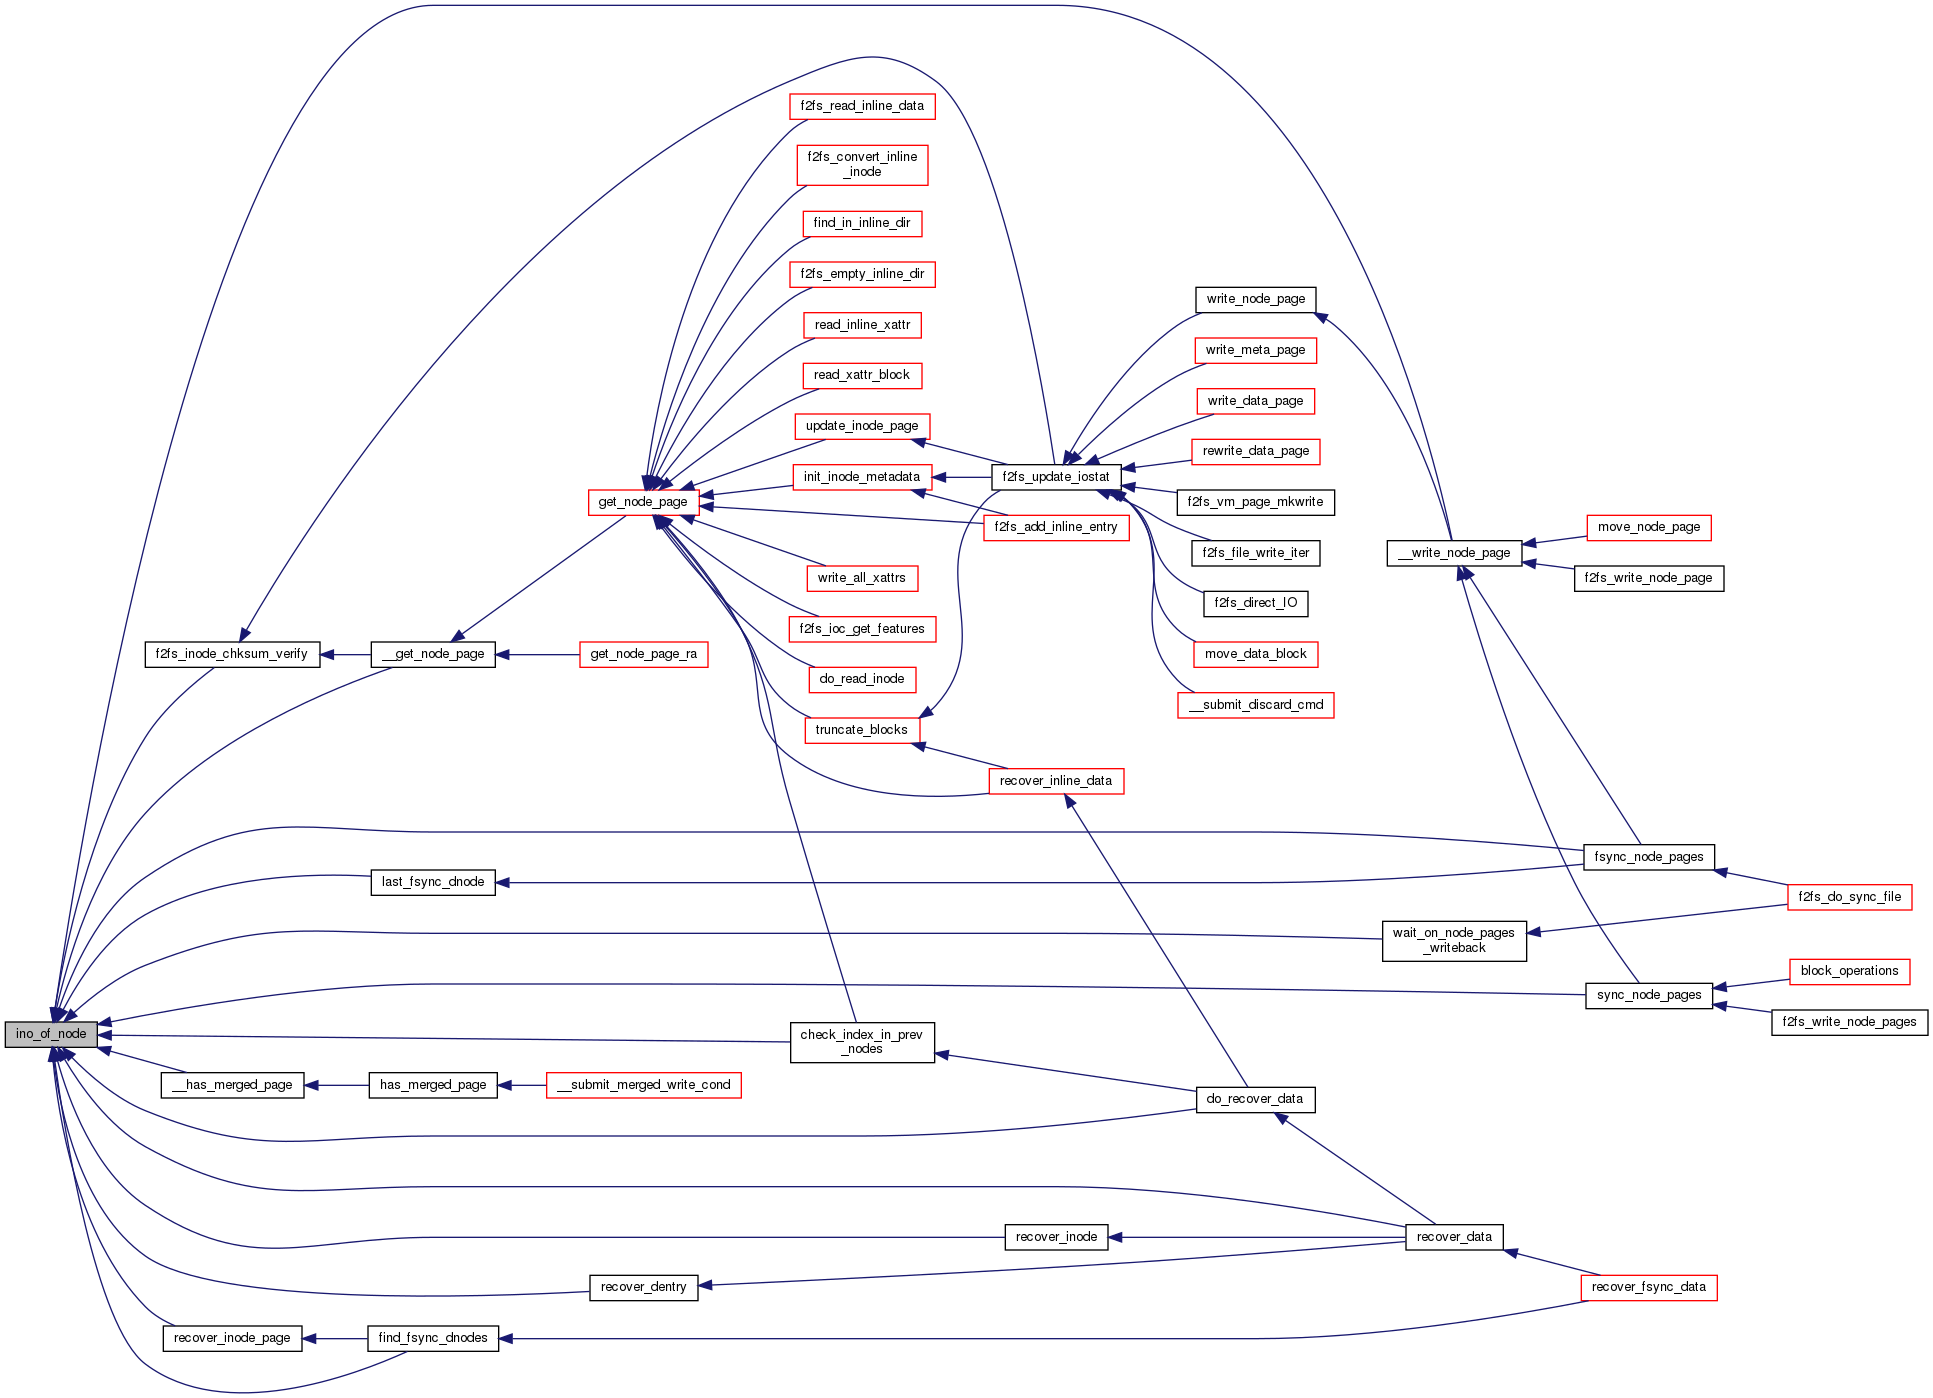 f2fs_read_inline_data
f2fs_convert_inline
_inode
find_in_inline_dir
f2fs_empty_inline_dir
read_inline_xattr
read_xattr_block
update_inode_page
init_inode_metadata
get_node_page
f2fs_update_iostat
f2fs_add_inline_entry
write_all_xattrs
f2fs_ioc_get_features
do_read_inode
truncate_blocks
recover_inline_data
write_node_page
write_meta_page
write_data_page
rewrite_data_page
f2fs_vm_page_mkwrite
f2fs_file_write_iter
f2fs_direct_IO
move_data_block
__submit_discard_cmd
__write_node_page
move_node_page
f2fs_write_node_page
f2fs_inode_chksum_verify
__get_node_page
get_node_page_ra
fsync_node_pages
last_fsync_dnode
f2fs_do_sync_file
wait_on_node_pages
_writeback
block_operations
sync_node_pages
f2fs_write_node_pages
ino_of_node
check_index_in_prev
_nodes
__has_merged_page
has_merged_page
__submit_merged_write_cond
do_recover_data
recover_inode
recover_data
recover_dentry
recover_fsync_data
recover_inode_page
find_fsync_dnodes